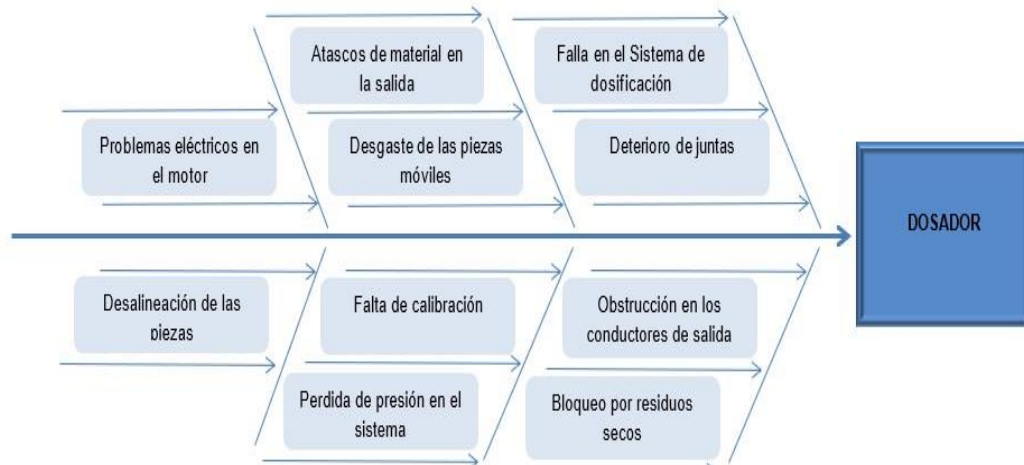 Atascos de material en
la salida
Falla en el Sistema de
dosificación
Problemas eléctricos en
el motor
Desgaste de las piezas
móviles
Deterioro de juntas
DOSADOR
Desalineación de las
piezas
Falta de calibración
Obstrucción en los
conductores de salida
Perdida de presión en el
sistema
Bloqueo por residuos
secos